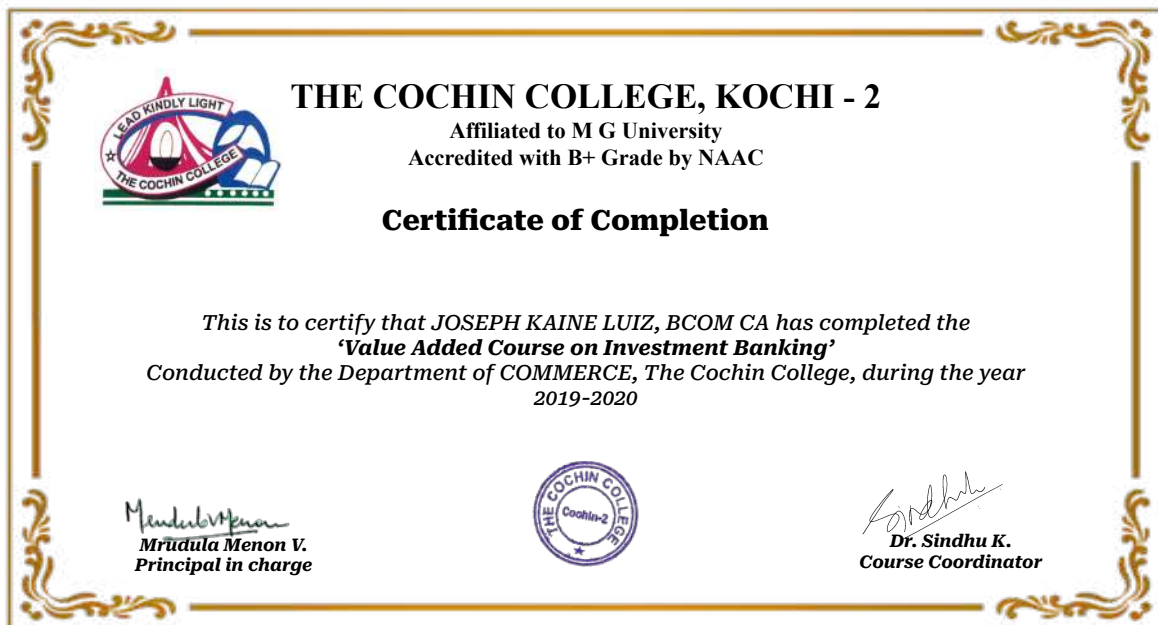 LEAD KINDLY LIGHT
THE COCHIN COLLEGE
THE COCHIN COLLEGE, KOCHI - 2
Affiliated to M G University
Accredited with B+ Grade by NAAC
Certificate of Completion
This is to certify that JOSEPH KAINE LUIZ, BCOM CA has completed the
‘Value Added Course on Investment Banking’
Conducted by the Department of COMMERCE, The Cochin College, during the year
2019-2020
THE COCHIN COLLEGE
Cochin-2
Mrudula Menon V.
Principal in charge
Sindhu
Dr. Sindhu K.
Course Coordinator